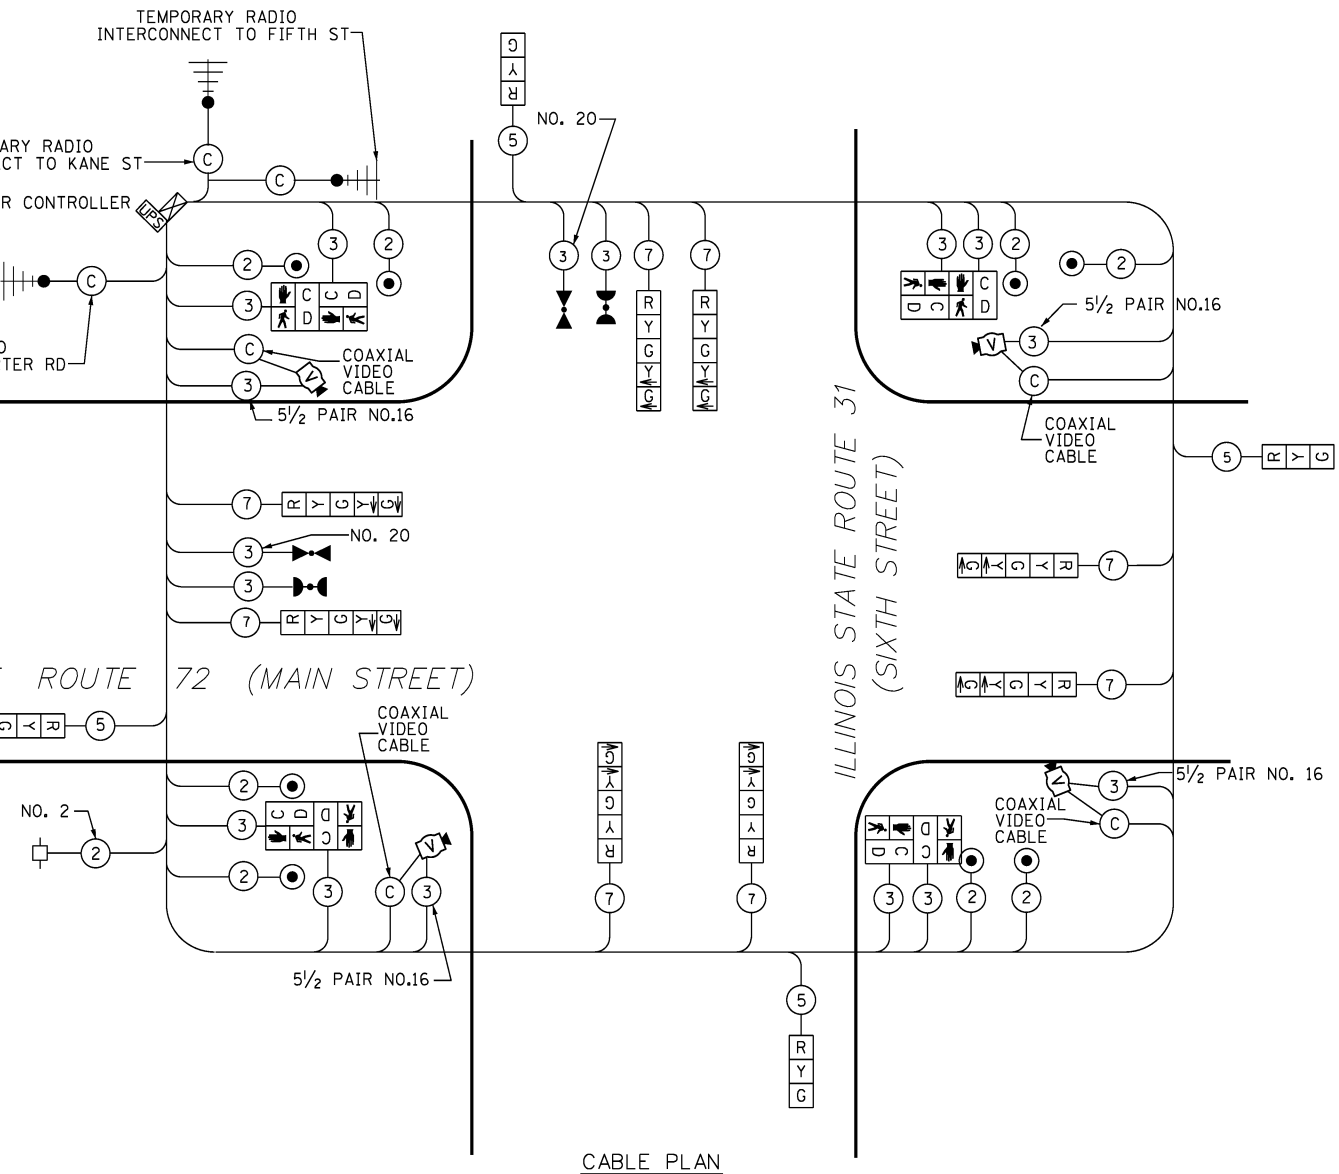 TEMPORARY RADIO
INTERCONNECT TO FIFTH ST
G
Y
R
5
NO. 20
ARY RADIO
CT TO KANE ST
C
C
R CONTROLLER
UPS
3
2
2
3
C D
C D
C
C
COAXIAL
VIDEO
CABLE
V
3
5½ PAIR NO.16
O
TER RD
3
3
7
7
R
Y
G
Y
G
R
Y
G
Y
G
3
3
2
2
C
D
C
D
5½ PAIR NO.16
V
3
C
COAXIAL
VIDEO
CABLE
5
R Y G
7
R Y G Y G
3
NO. 20
3
7
R Y G Y G
ILLINOIS STATE ROUTE 31
(SIXTH STREET)
G Y G Y R
7
G Y G Y R
7
ROUTE 72 (MAIN STREET)
G Y R
5
COAXIAL
VIDEO
CABLE
2
3
C D
D
C
NO. 2
2
2
3
C
3
V
5½ PAIR NO.16
G
Y
G
Y
R
7
G
Y
G
Y
R
7
V
3
5½ PAIR NO. 16
COAXIAL
VIDEO
CABLE
C
D
C
D C
3
3
2
2
5
R
Y
G
CABLE PLAN